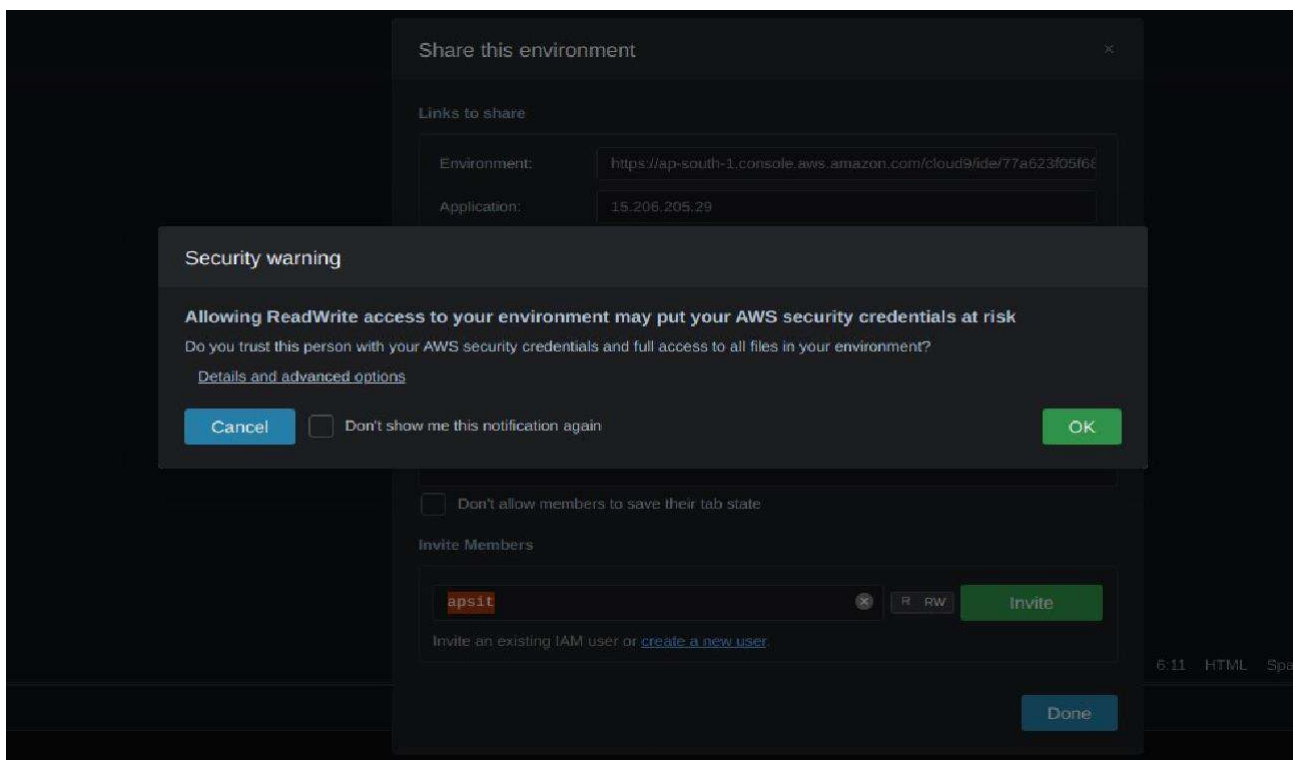 Share this environment ×
Links to share
Environment: https://ap-south-1.console.aws.amazon.com/cloud9/ide/77a623f05f68
Application: 15.206.205.29
Security warning
Allowing ReadWrite access to your environment may put your AWS security credentials at risk
Do you trust this person with your AWS security credentials and full access to all files in your environment?
Details and advanced options
Cancel Don't show me this notification again OK
Don't allow members to save their tab state
Invite Members
apsit R RW Invite
Invite an existing IAM user or create a new user.
6:11 HTML Spa
Done